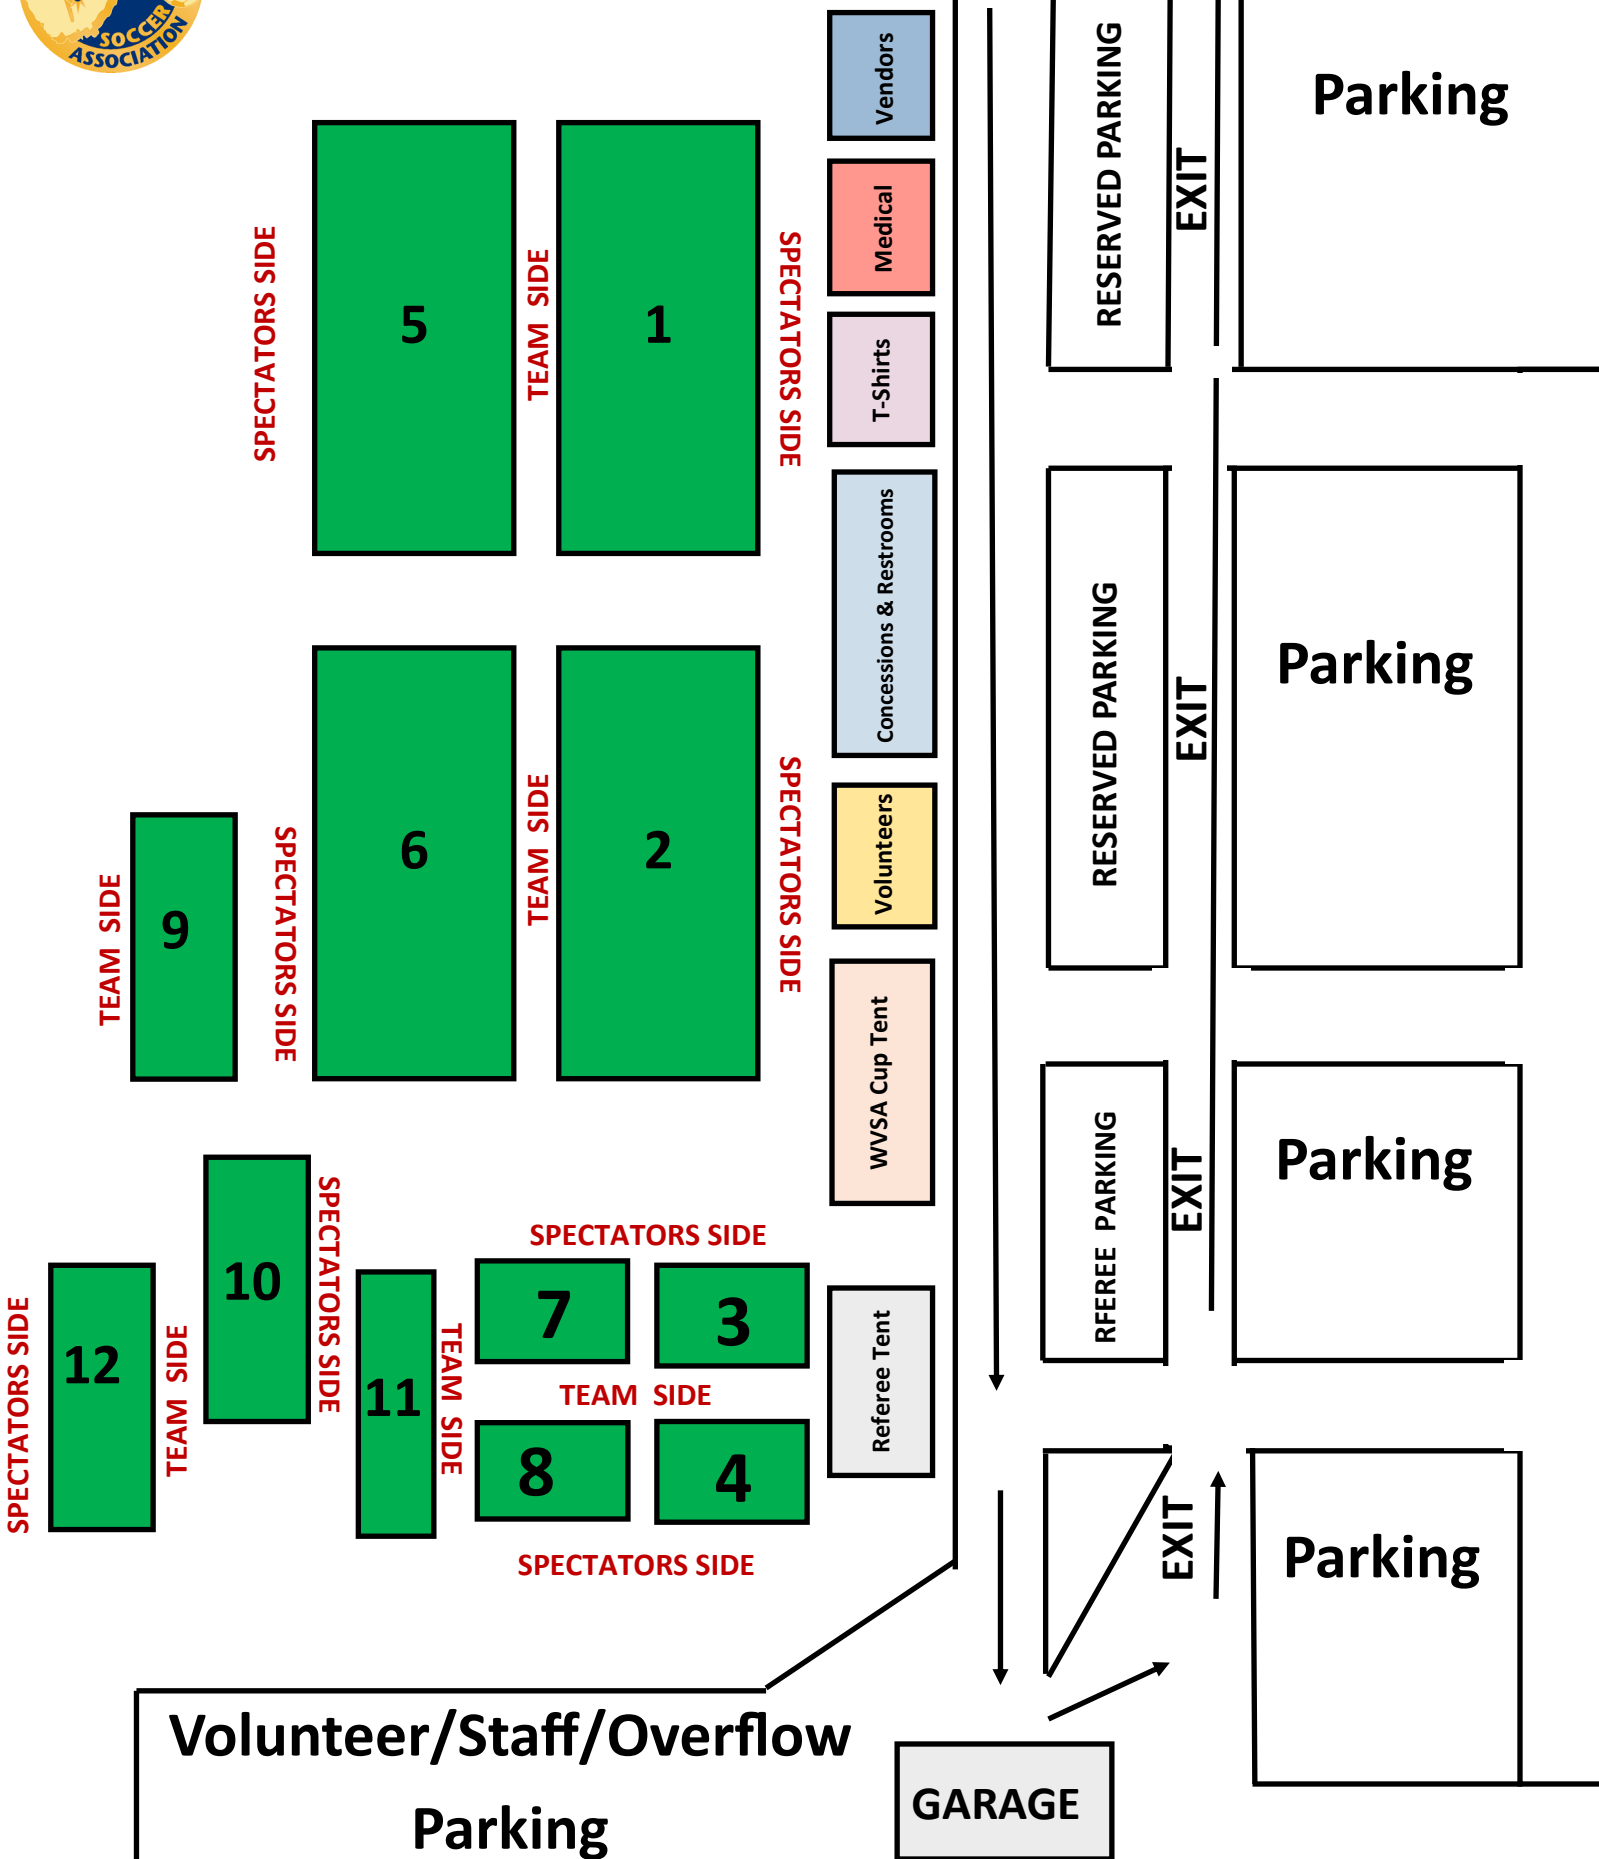 SOCCER
ASSOCIATION
Vendors
Medical
T-Shirts
Concessions & Restrooms
Volunteers
WVSA Cup Tent
Referee Tent
RESERVED PARKING
EXIT
Parking
SPECTATORS SIDE
5
TEAM SIDE
1
SPECTATORS SIDE
RESERVED PARKING
EXIT
Parking
TEAM SIDE
9
SPECTATORS SIDE
6
TEAM SIDE
2
SPECTATORS SIDE
RFEREE PARKING
EXIT
Parking
SPECTATORS SIDE
12
TEAM SIDE
10
SPECTATORS SIDE
11
TEAM SIDE
SPECTATORS SIDE
7
3
TEAM SIDE
8
4
SPECTATORS SIDE
EXIT
Parking
Volunteer/Staff/Overflow
Parking
GARAGE